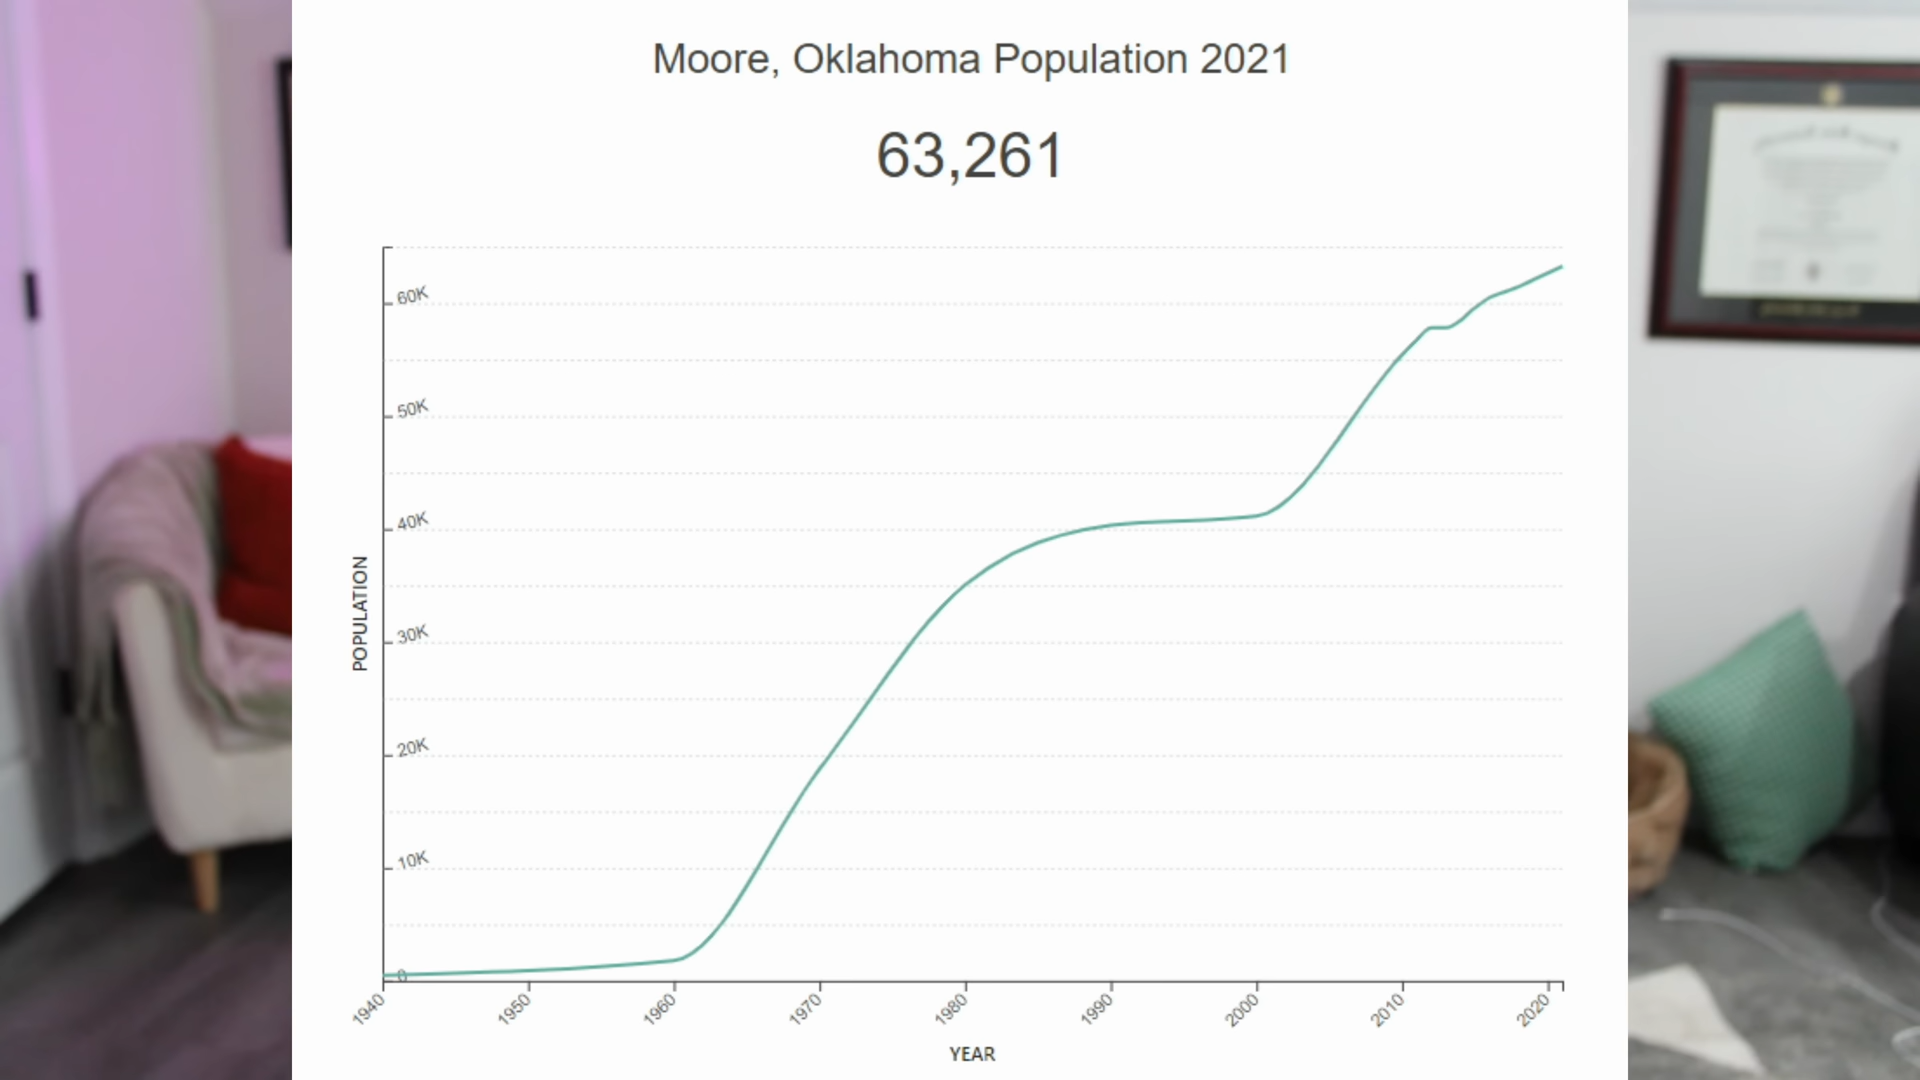 Moore, Oklahoma Population 2021
63,261
60K
50K
40K
30K
20K
10K
0
POPULATION
1940
1950
1960
1970
1980
1990
2000
2010
2020
YEAR